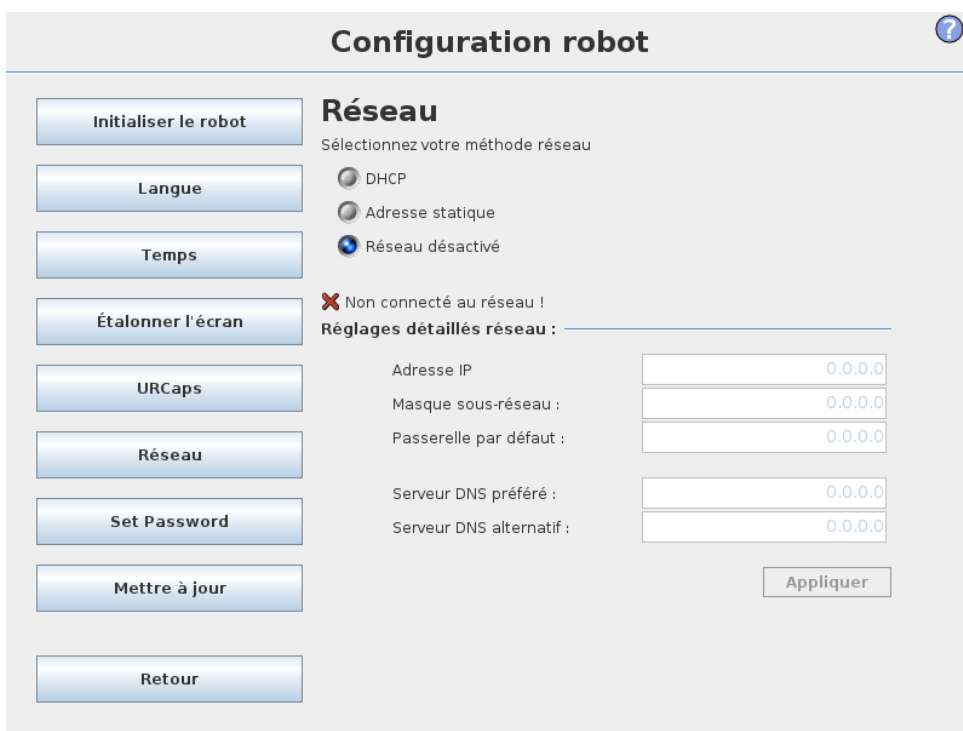 Configuration robot
?
Initialiser le robot
Langue
Temps
Étalonner l'écran
URCaps
Réseau
Set Password
Mettre à jour
Retour
Réseau
Sélectionnez votre méthode réseau
DHCP
Adresse statique
Réseau désactivé
Non connecté au réseau !
Réglages détaillés réseau :
Adresse IP 0.0.0.0
Masque sous-réseau : 0.0.0.0
Passerelle par défaut : 0.0.0.0
Serveur DNS préféré : 0.0.0.0
Serveur DNS alternatif : 0.0.0.0
Appliquer